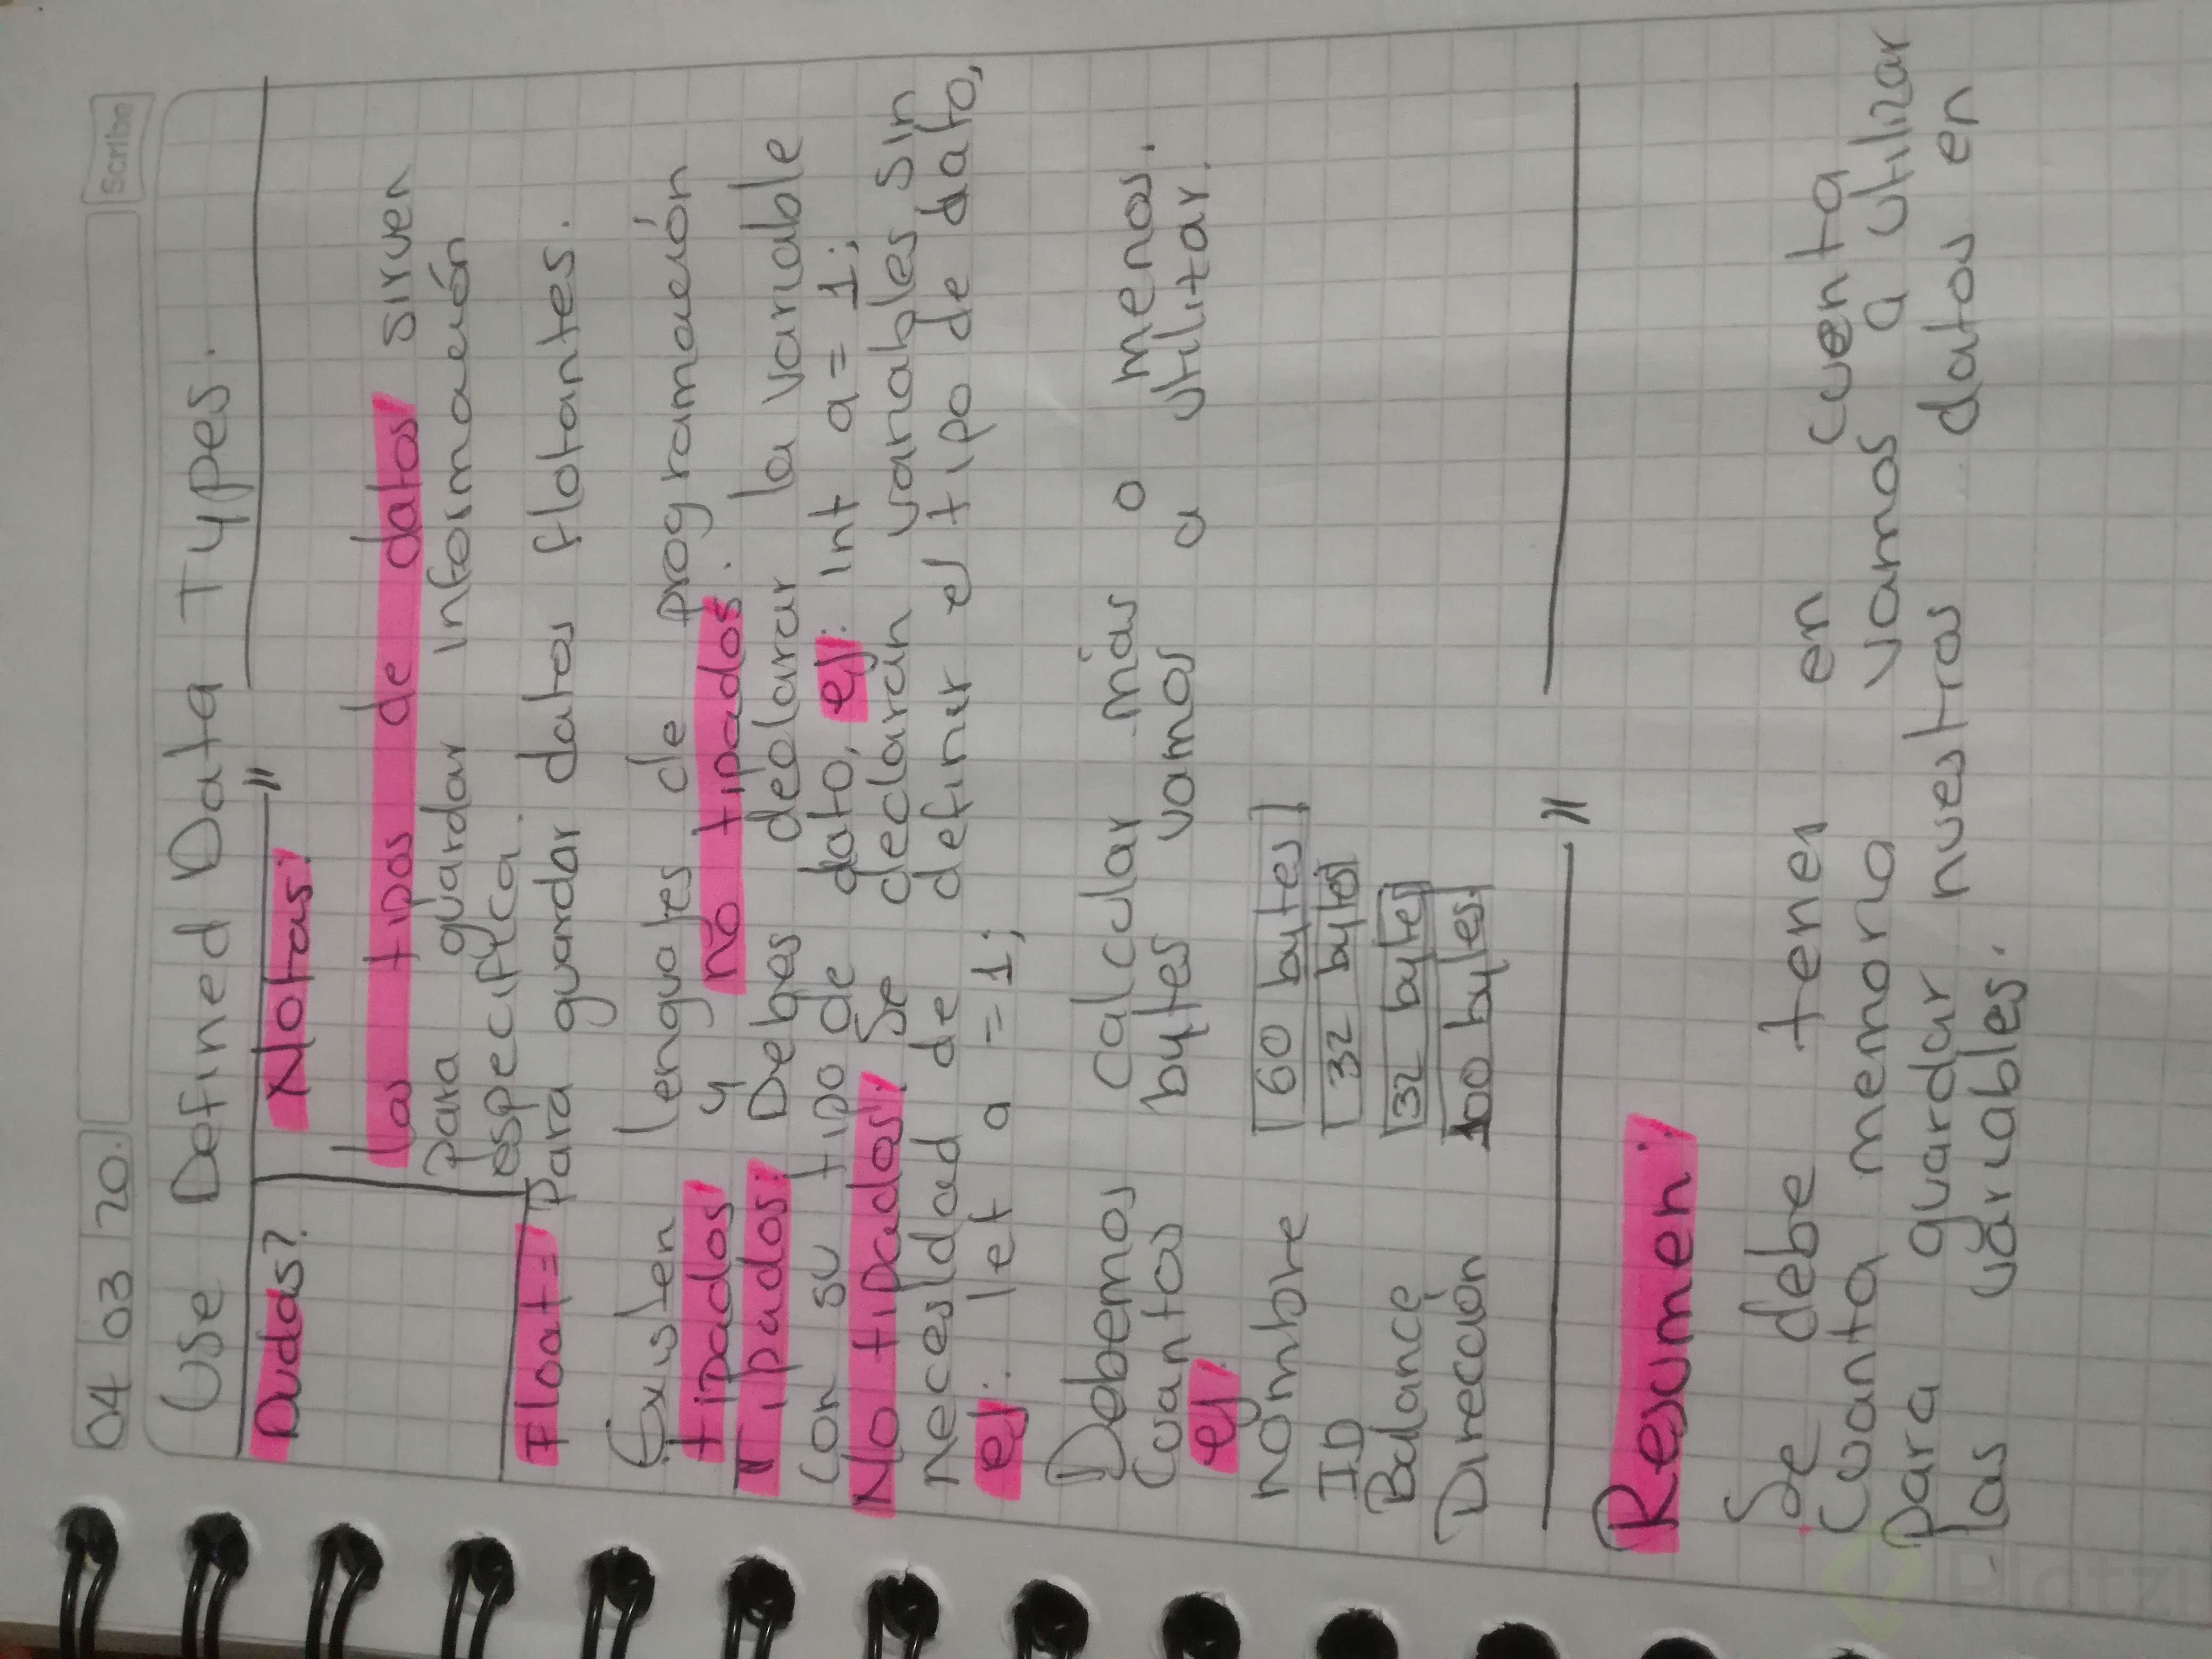 04 03 20.
Scribe
Use Defined Data Types.
Dudas?
Notas:
los tipos de datos sirven
para guardar información
especifica.
Float= Para guardar datos flotantes.
Existen lenguajes de programación
tipados y no tipados.
Tipados: Debes declarar la variable
con su tipo de dato, ej: int a = 1;
No tipados: Se declaran variables sin
necesidad de definir el tipo de dato,
ej: let a = 1;
Debemos calcular más o menos.
Cuantos bytes vamos a utilizar.
ej:
nombre 60 bytes
ID 32 bytes
Balance 32 bytes
Dirección 100 bytes.
Resumen:
Se debe tener en cuenta
Cuanta memoria vamos a utilizar
para guardar nuestros datos en
las variables.